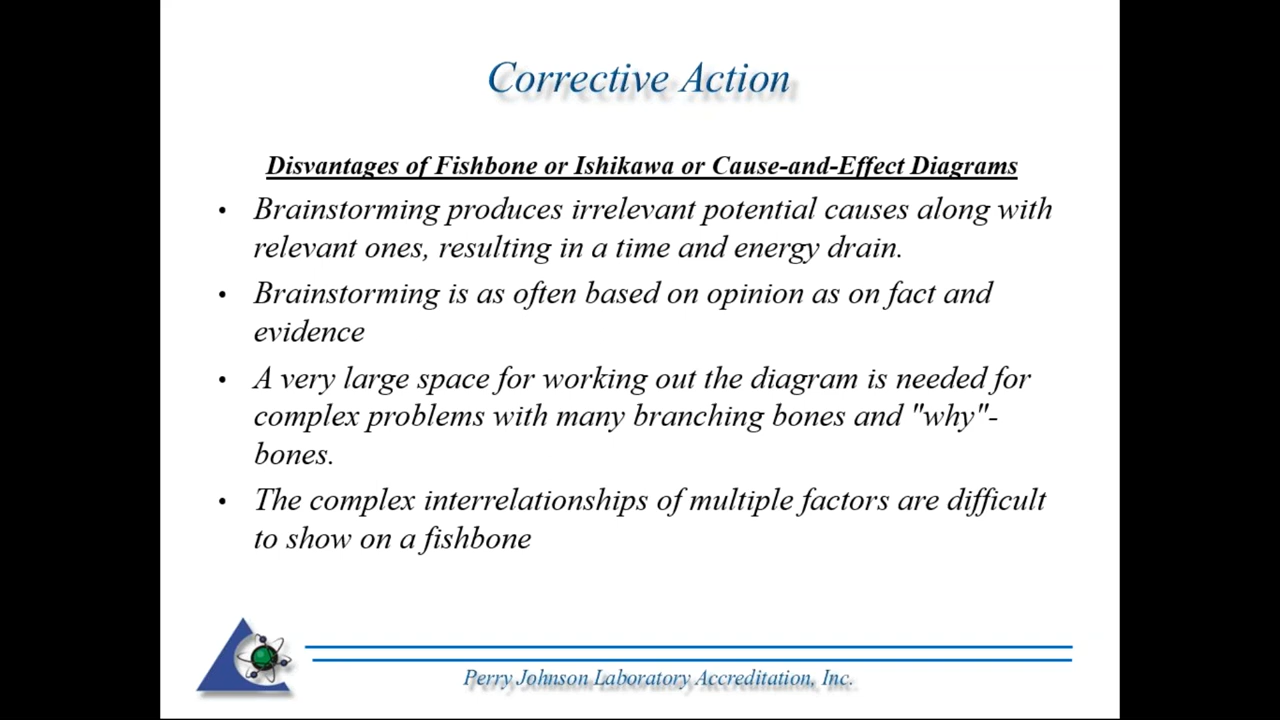 Corrective Action
Disvantages of Fishbone or Ishikawa or Cause-and-Effect Diagrams
• Brainstorming produces irrelevant potential causes along with
relevant ones, resulting in a time and energy drain.
• Brainstorming is as often based on opinion as on fact and
evidence
• A very large space for working out the diagram is needed for
complex problems with many branching bones and "why"-
bones.
• The complex interrelationships of multiple factors are difficult
to show on a fishbone
Perry Johnson Laboratory Accreditation, Inc.